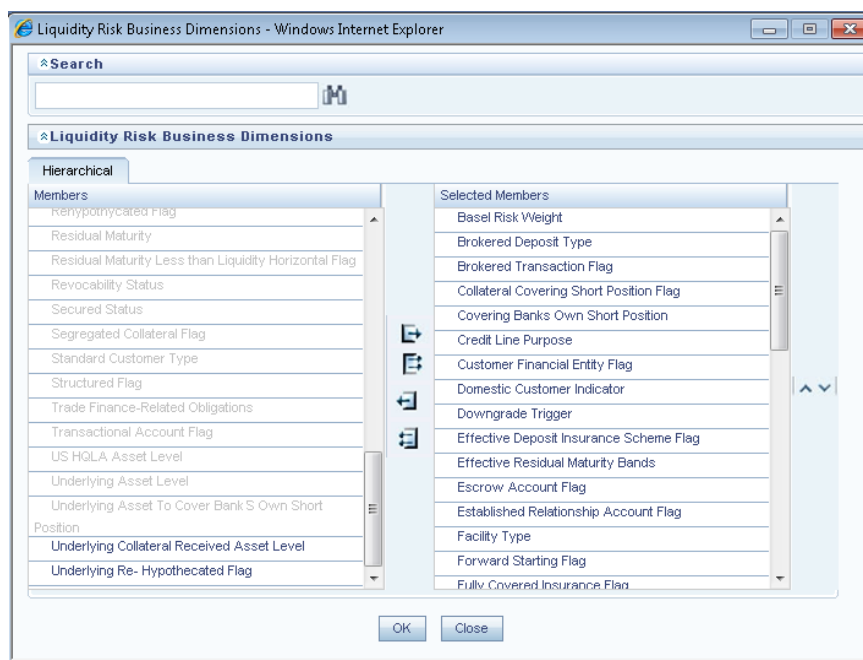 Liquidity Risk Business Dimensions - Windows Internet Explorer
Search
Liquidity Risk Business Dimensions
Hierarchical
Members
Renypothycated Flag
Residual Maturity
Residual Maturity Less than Liquidity Horizontal Flag
Revocability Status
Secured Status
Segregated Collateral Flag
Standard Customer Type
Structured Flag
Trade Finance-Related Obligations
Transactional Account Flag
US HQLA Asset Level
Underlying Asset Level
Underlying Asset To Cover Bank S Own Short
Position
Underlying Collateral Received Asset Level
Underlying Re- Hypothecated Flag
Selected Members
Basel Risk Weight
Brokered Deposit Type
Brokered Transaction Flag
Collateral Covering Short Position Flag
Covering Banks Own Short Position
Credit Line Purpose
Customer Financial Entity Flag
Domestic Customer Indicator
Downgrade Trigger
Effective Deposit Insurance Scheme Flag
Effective Residual Maturity Bands
Escrow Account Flag
Established Relationship Account Flag
Facility Type
Forward Starting Flag
Fully Covered Insurance Flag
OK
Close